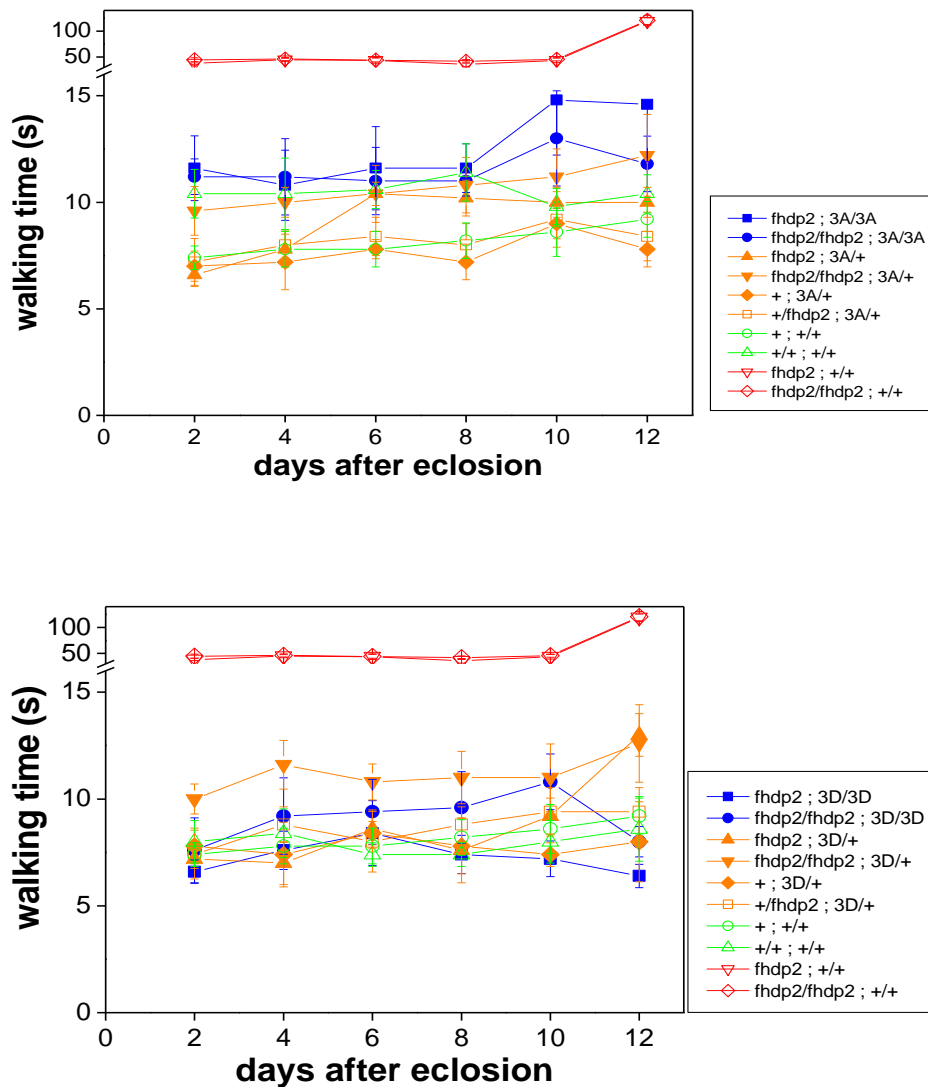 100
50
15
10
5
0
0
2
4
6
8
10
12
walking time (s)
days after eclosion
fhdp2 ; 3A/3A
fhdp2/fhdp2 ; 3A/3A
fhdp2 ; 3A/+
fhdp2/fhdp2 ; 3A/+
+ ; 3A/+
+/fhdp2 ; 3A/+
+ ; +/+
+/+ ; +/+
fhdp2 ; +/+
fhdp2/fhdp2 ; +/+
100
50
15
10
5
0
0
2
4
6
8
10
12
walking time (s)
days after eclosion
fhdp2 ; 3D/3D
fhdp2/fhdp2 ; 3D/3D
fhdp2 ; 3D/+
fhdp2/fhdp2 ; 3D/+
+ ; 3D/+
+/fhdp2 ; 3D/+
+ ; +/+
+/+ ; +/+
fhdp2 ; +/+
fhdp2/fhdp2 ; +/+